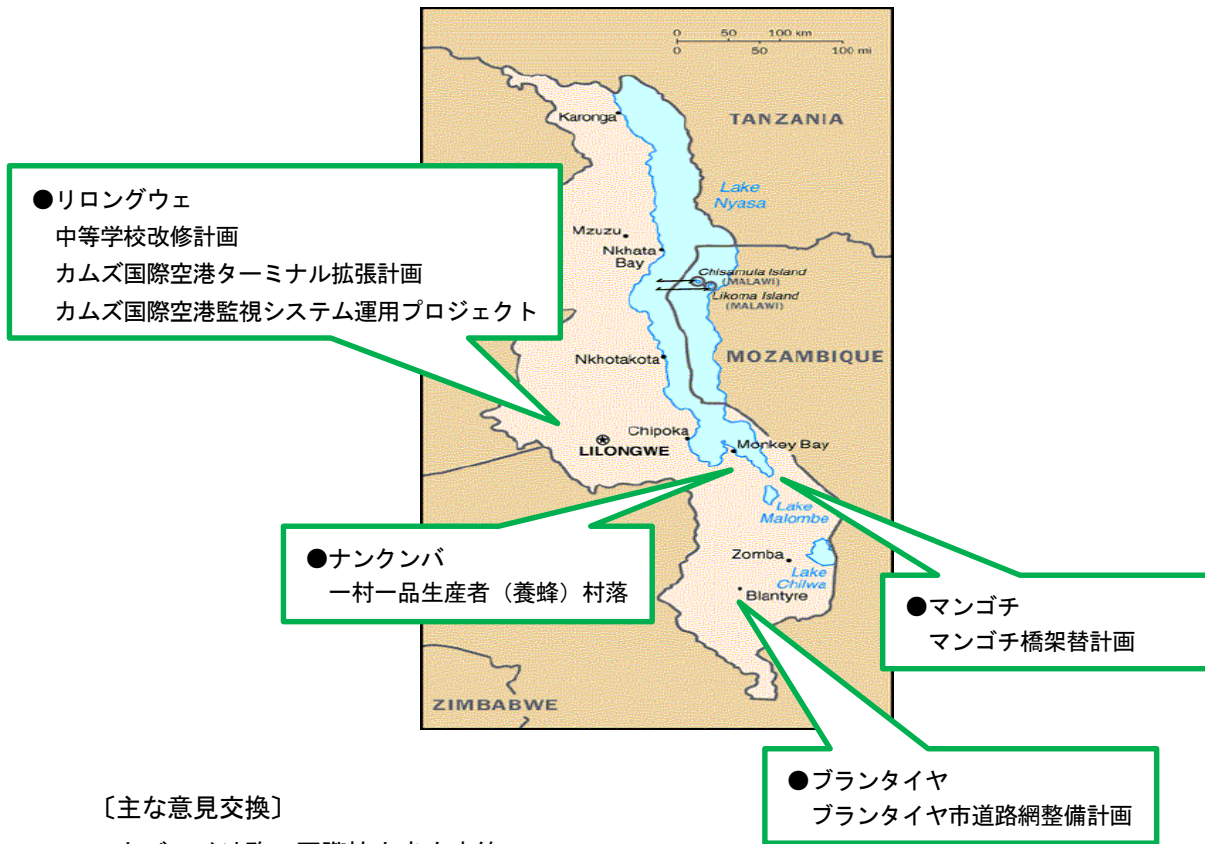 0 50 100 km
0 50 100 mi
Karonga
TANZANIA
Lake
Nyasa
●リロングウェ
中等学校改修計画
カムズ国際空港ターミナル拡張計画
カムズ国際空港監視システム運用プロジェクト
Mzuzu
Nkhata
Bay
Chisamula Island
(MALAWI)
Likoma Island
(MALAWI)
Nkhotakota
MOZAMBIQUE
Chipoka
LILONGWE
Monkey Bay
Lake
Malombe
●ナンクンバ
一村一品生産者（養蜂）村落
Zomba
Lake
Chilwa
Blantyre
●マンゴチ
マンゴチ橋架替計画
ZIMBABWE
●ブランタイヤ
ブランタイヤ市道路網整備計画
〔主な意見交換〕